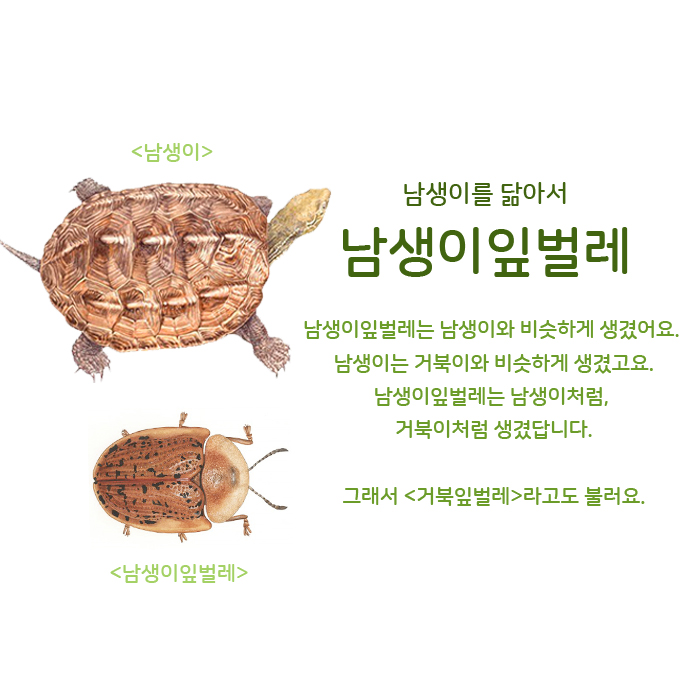 <남생이>
남생이를 닮아서
남생이잎벌레
남생이잎벌레는 남생이와 비슷하게 생겼어요.
남생이는 거북이와 비슷하게 생겼고요.
남생이잎벌레는 남생이처럼,
거북이처럼 생겼답니다.
그래서 <거북잎벌레>라고도 불러요.
<남생이잎벌레>